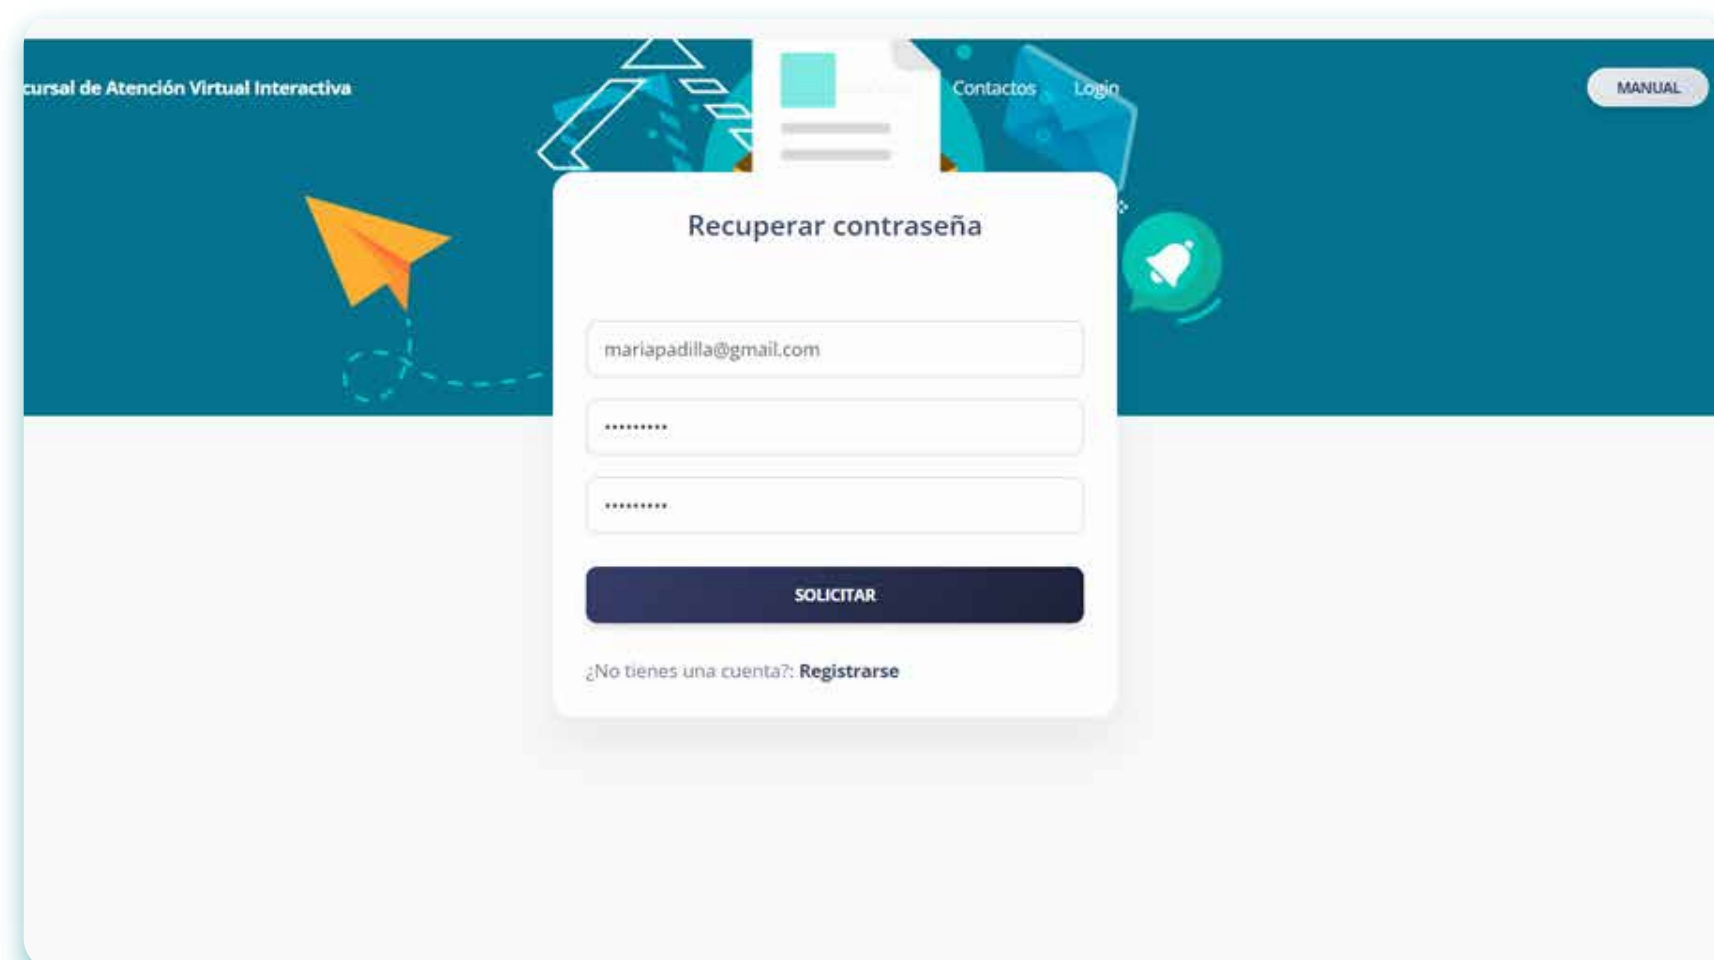 cursal de Atención Virtual Interactiva
Contactos
Login
MANUAL
Recuperar contraseña
mariapadilla@gmail.com
•••••••••
•••••••••
SOLICITAR
¿No tienes una cuenta?: Registrarse